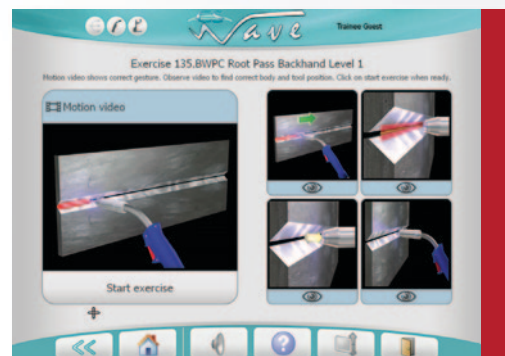 Wave
Trainee Guest
Exercise 135.BWPC Root Pass Backhand Level 1
Motion video shows correct gesture. Observe video to find correct body and tool position. Click on start exercise when ready.
Motion video
Start exercise